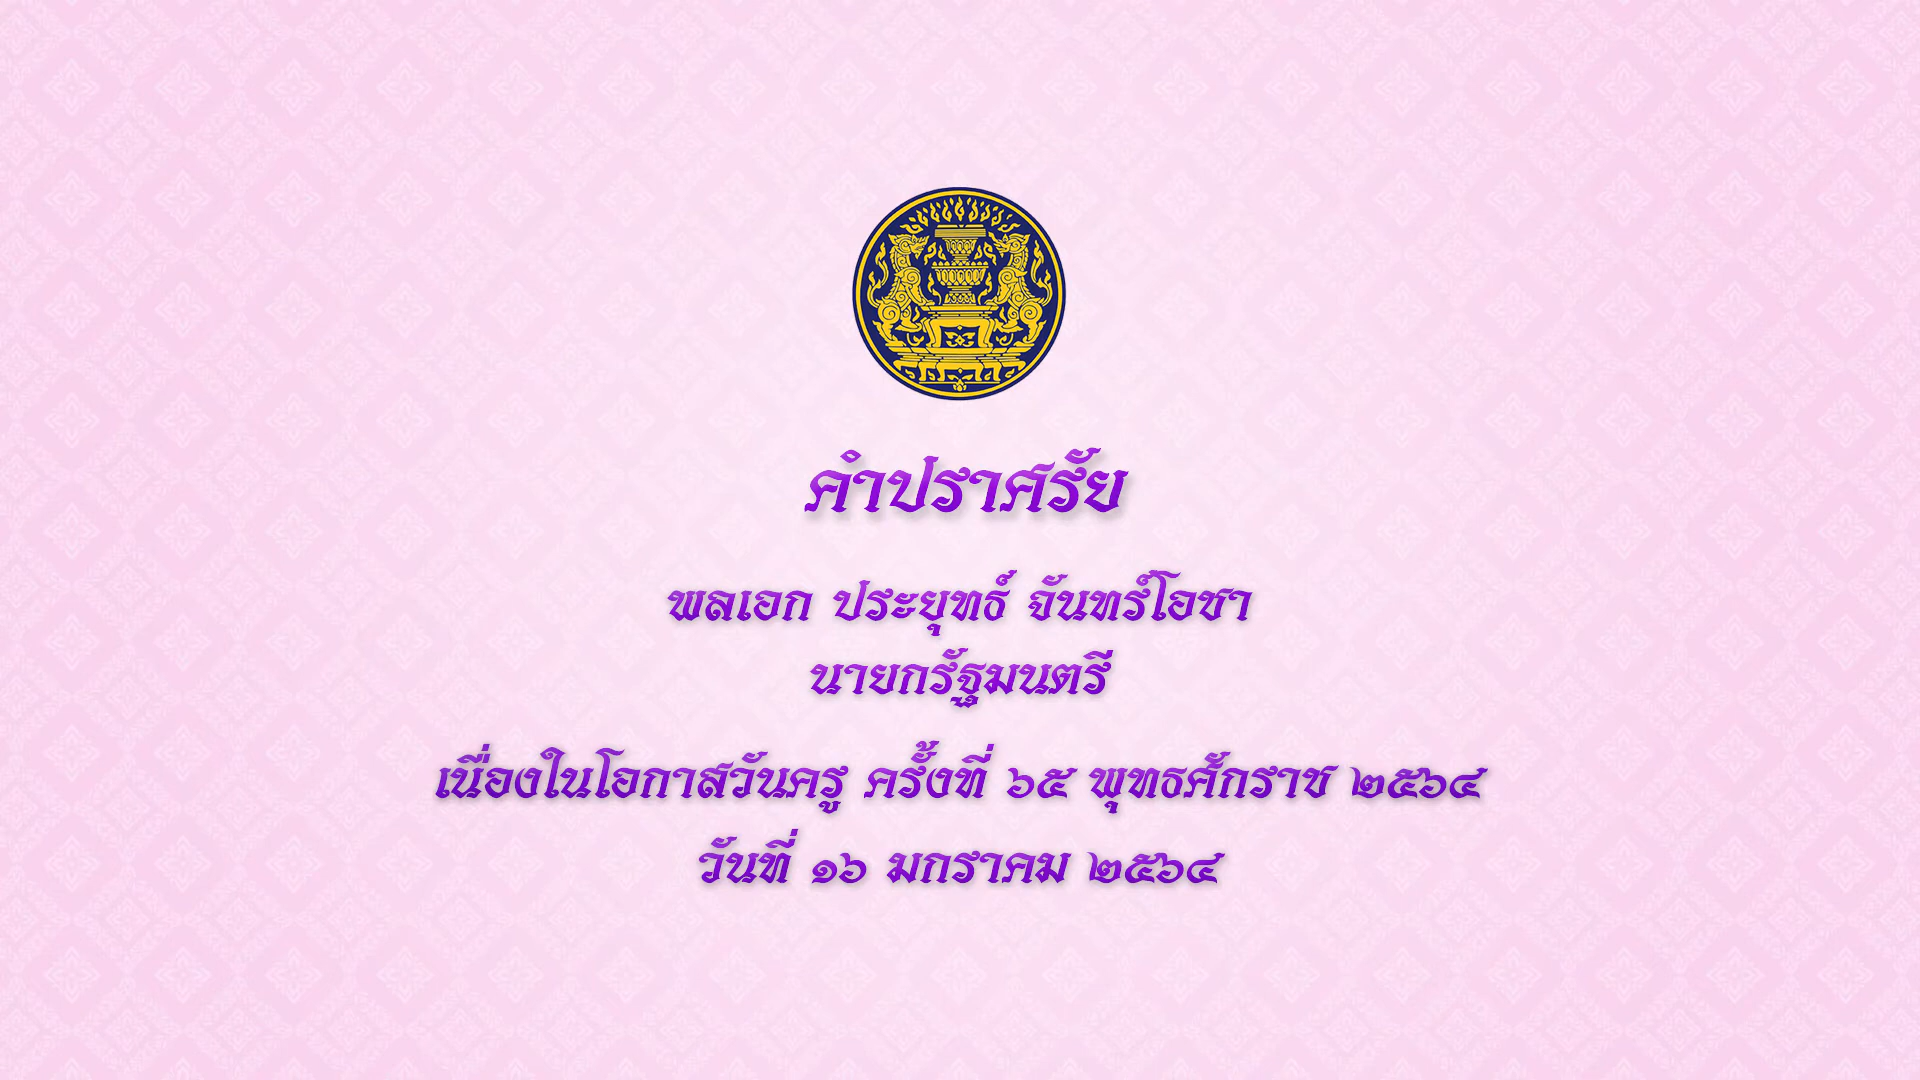 คำปราศรัย
พลเอก ประยุทธ์ จันทร์โอชา
นายกรัฐมนตรี
เนื่องในโอกาสวันครู ครั้งที่ ๖๕ พุทธศักราช ๒๕๖๔
วันที่ ๑๖ มกราคม ๒๕๖๔